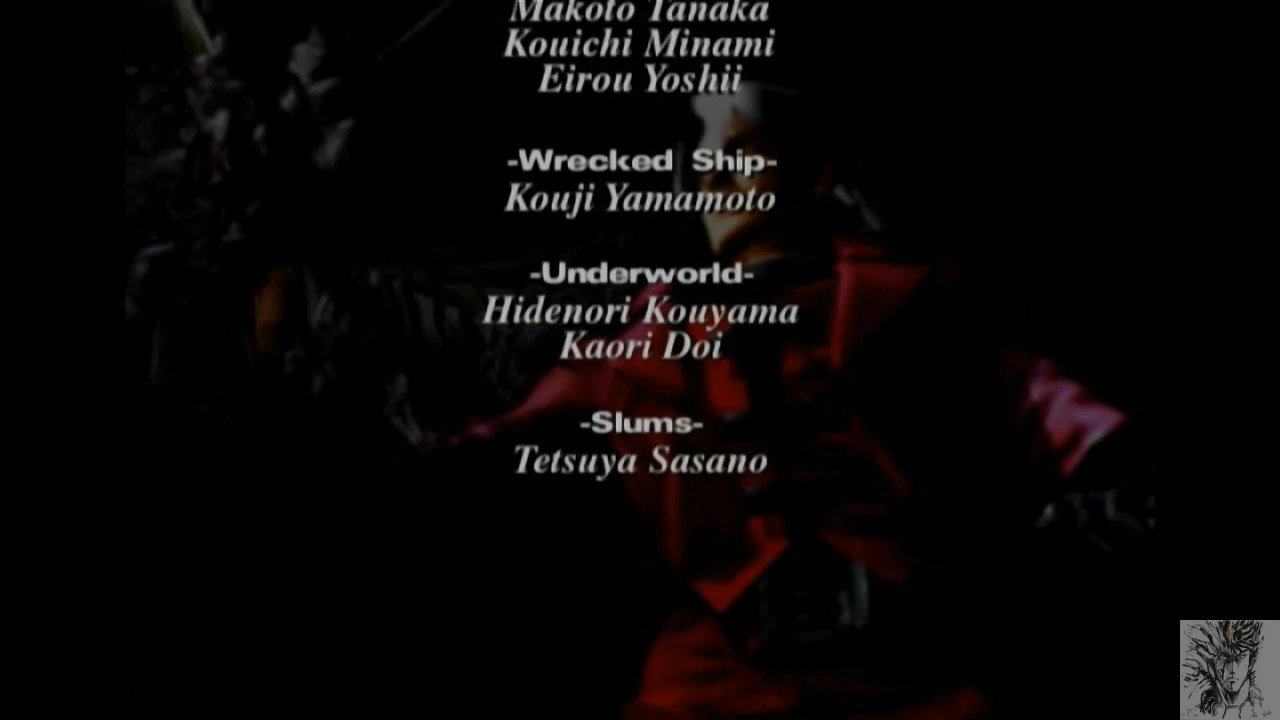 Makoto Tanaka
Kouichi Minami
Eirou Yoshii
-Wrecked Ship-
Kouji Yamamoto
-Underworld-
Hidenori Kouyama
Kaori Doi
-Slums-
Tetsuya Sasano